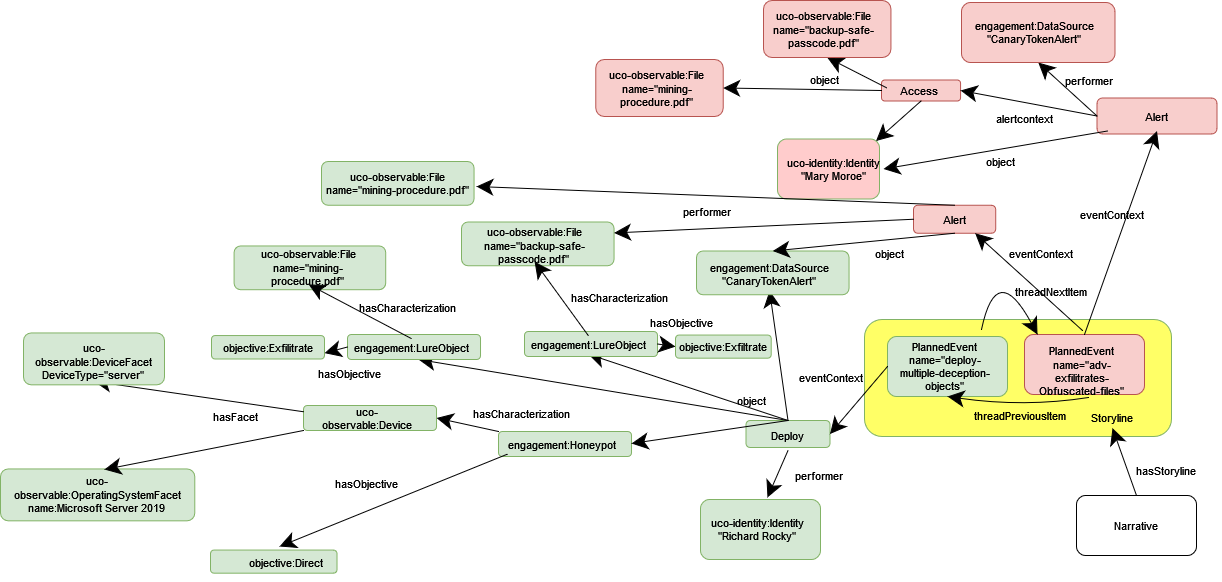 uco-observable:File
name="backup-safe-
passcode.pdf"
engagement:DataSource
"CanaryTokenAlert"
uco-observable:File
name="mining-
procedure.pdf"
object
Access
performer
Alert
alertcontext
uco-identity:Identity
"Mary Moroe"
object
uco-observable:File
name="mining-procedure.pdf"
performer
Alert
eventContext
uco-observable:File
name="backup-safe-
passcode.pdf"
object
eventContext
uco-observable:File
name="mining-
procedure.pdf"
engagement:DataSource
"CanaryTokenAlert"
hasCharacterization
threadNextItem
hasCharacterization
hasObjective
uco-
observable:DeviceFacet
DeviceType="server"
objective:Exfilitrate
engagement:LureObject
engagement:LureObject
objective:Exfiltrate
PlannedEvent
name="deploy-
multiple-deception-
objects"
PlannedEvent
name="adv-
exfilitrates-
Obfuscated-files"
hasObjective
eventContext
object
hasFacet
uco-
observable:Device
hasCharacterization
threadPreviousItem
Storyline
engagement:Honeypot
Deploy
hasStoryline
uco-
observable:OperatingSystemFacet
name:Microsoft Server 2019
hasObjective
performer
uco-identity:Identity
"Richard Rocky"
Narrative
objective:Direct